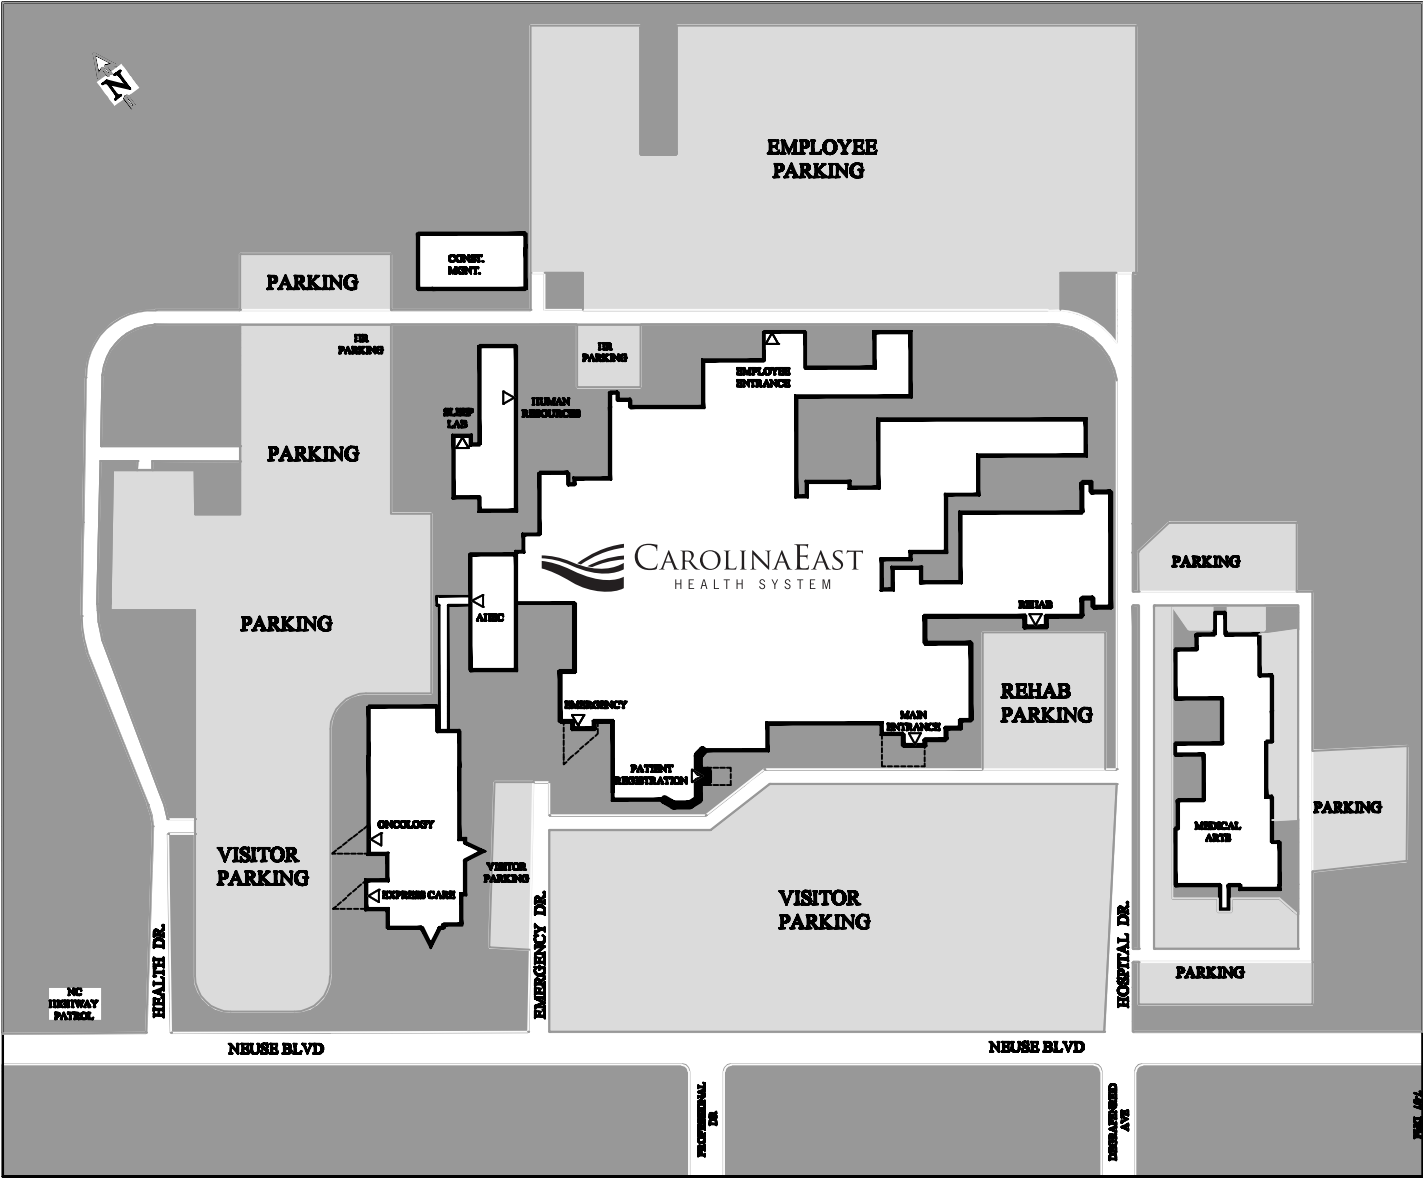 N
EMPLOYEE
PARKING
CONST.
MGNT.
PARKING
HR
PARKING
HR
PARKING
EMPLOYEE
ENTRANCE
HUMAN
RESOURCES
SLEEP
LAB
PARKING
CAROLINAEAST
HEALTH SYSTEM
PARKING
AHEC
REHAB
PARKING
REHAB
PARKING
EMERGENCY
MAIN
ENTRANCE
PATIENT
REGISTRATION
PARKING
ONCOLOGY
MEDICAL
ARTS
VISITOR
PARKING
VISITOR
PARKING
EXPRESS CARE
VISITOR
PARKING
HEALTH DR.
EMERGENCY DR.
HOSPITAL DR.
PARKING
NC
HIGHWAY
PATROL
NEUSE BLVD
NEUSE BLVD
PROFESSIONAL
DR
DEGRAFENREID
AVE